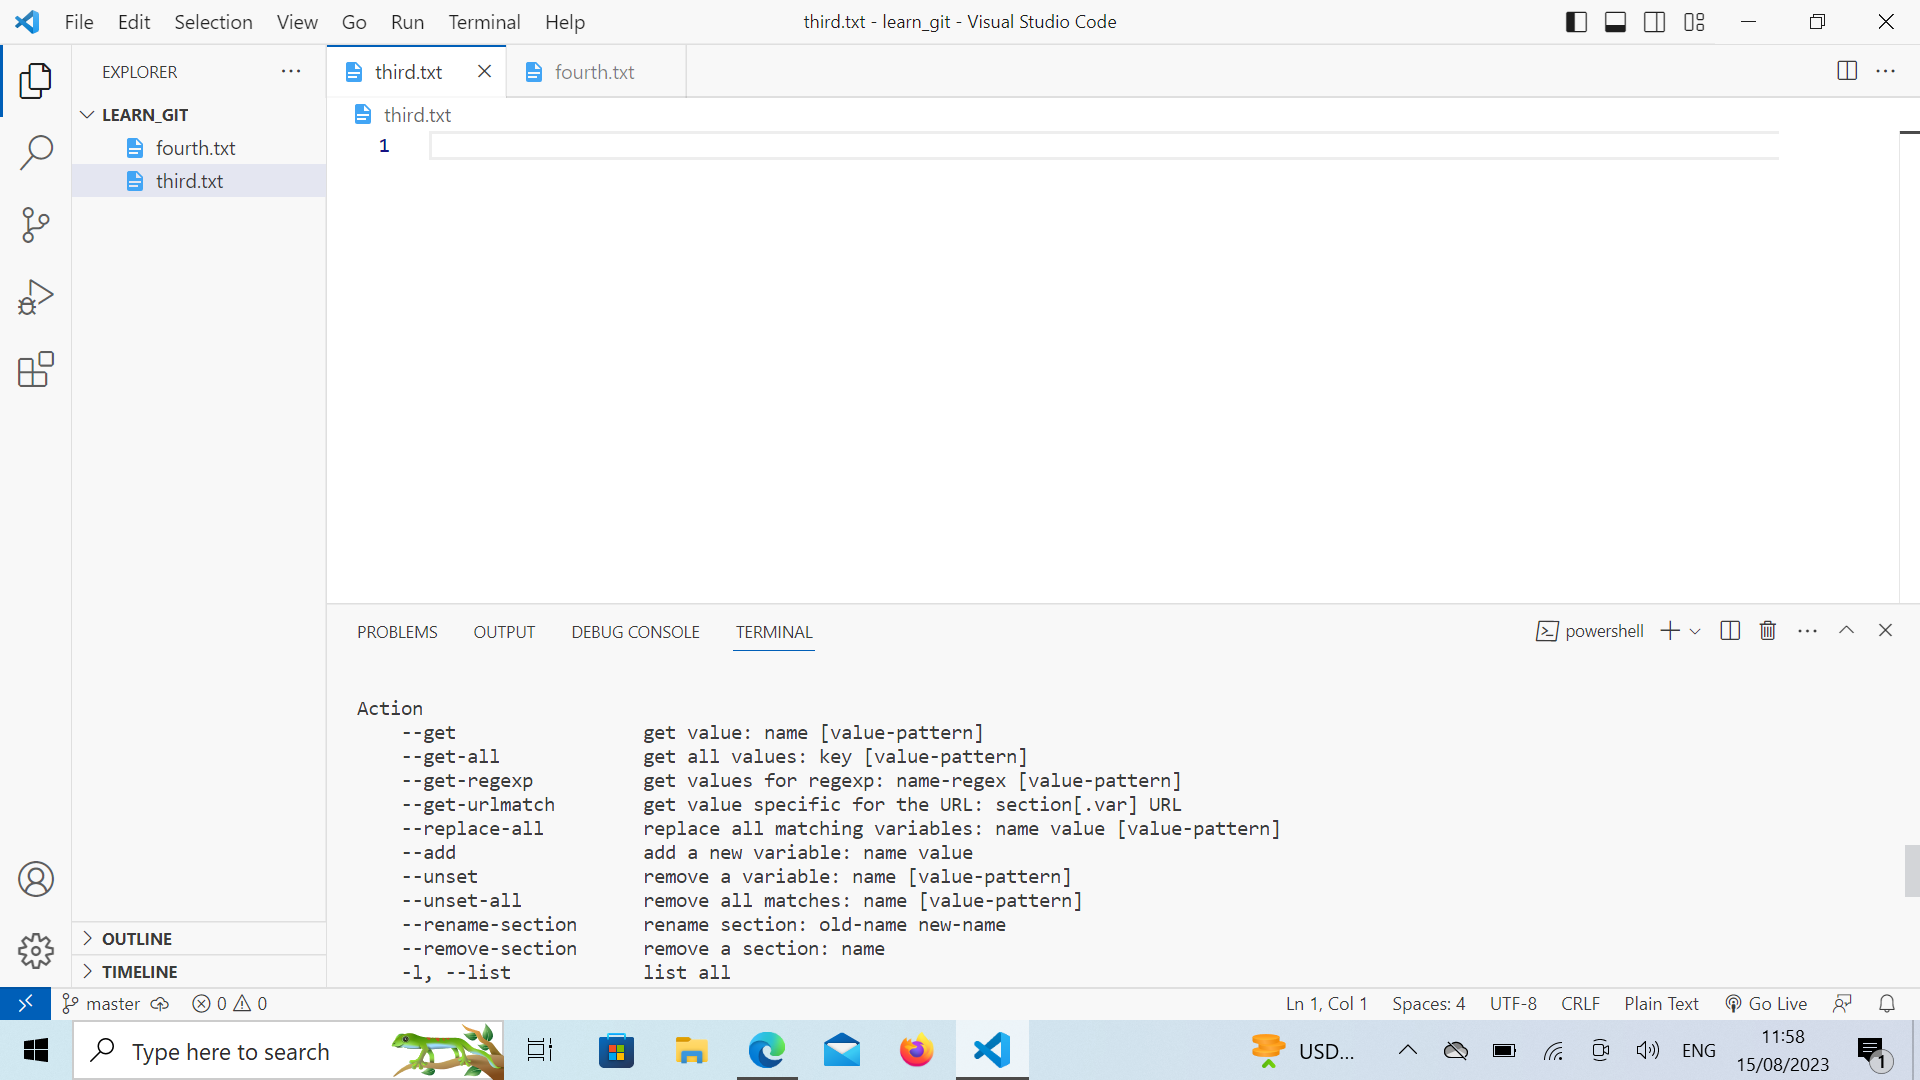 File Edit Selection View Go Run Terminal Help
third.txt - learn_git - Visual Studio Code
EXPLORER
LEARN_GIT
fourth.txt
third.txt
OUTLINE
TIMELINE
third.txt
fourth.txt
third.txt
1
PROBLEMS OUTPUT DEBUG CONSOLE TERMINAL
powershell
Action
--get get value: name [value-pattern]
--get-all get all values: key [value-pattern]
--get-regexp get values for regexp: name-regex [value-pattern]
--get-urlmatch get value specific for the URL: section[.var] URL
--replace-all replace all matching variables: name value [value-pattern]
--add add a new variable: name value
--unset remove a variable: name [value-pattern]
--unset-all remove all matches: name [value-pattern]
--rename-section rename section: old-name new-name
--remove-section remove a section: name
-l, --list list all
master 0 0
Ln 1, Col 1 Spaces: 4 UTF-8 CRLF Plain Text Go Live
Type here to search
USD...
ENG
11:58
15/08/2023
1